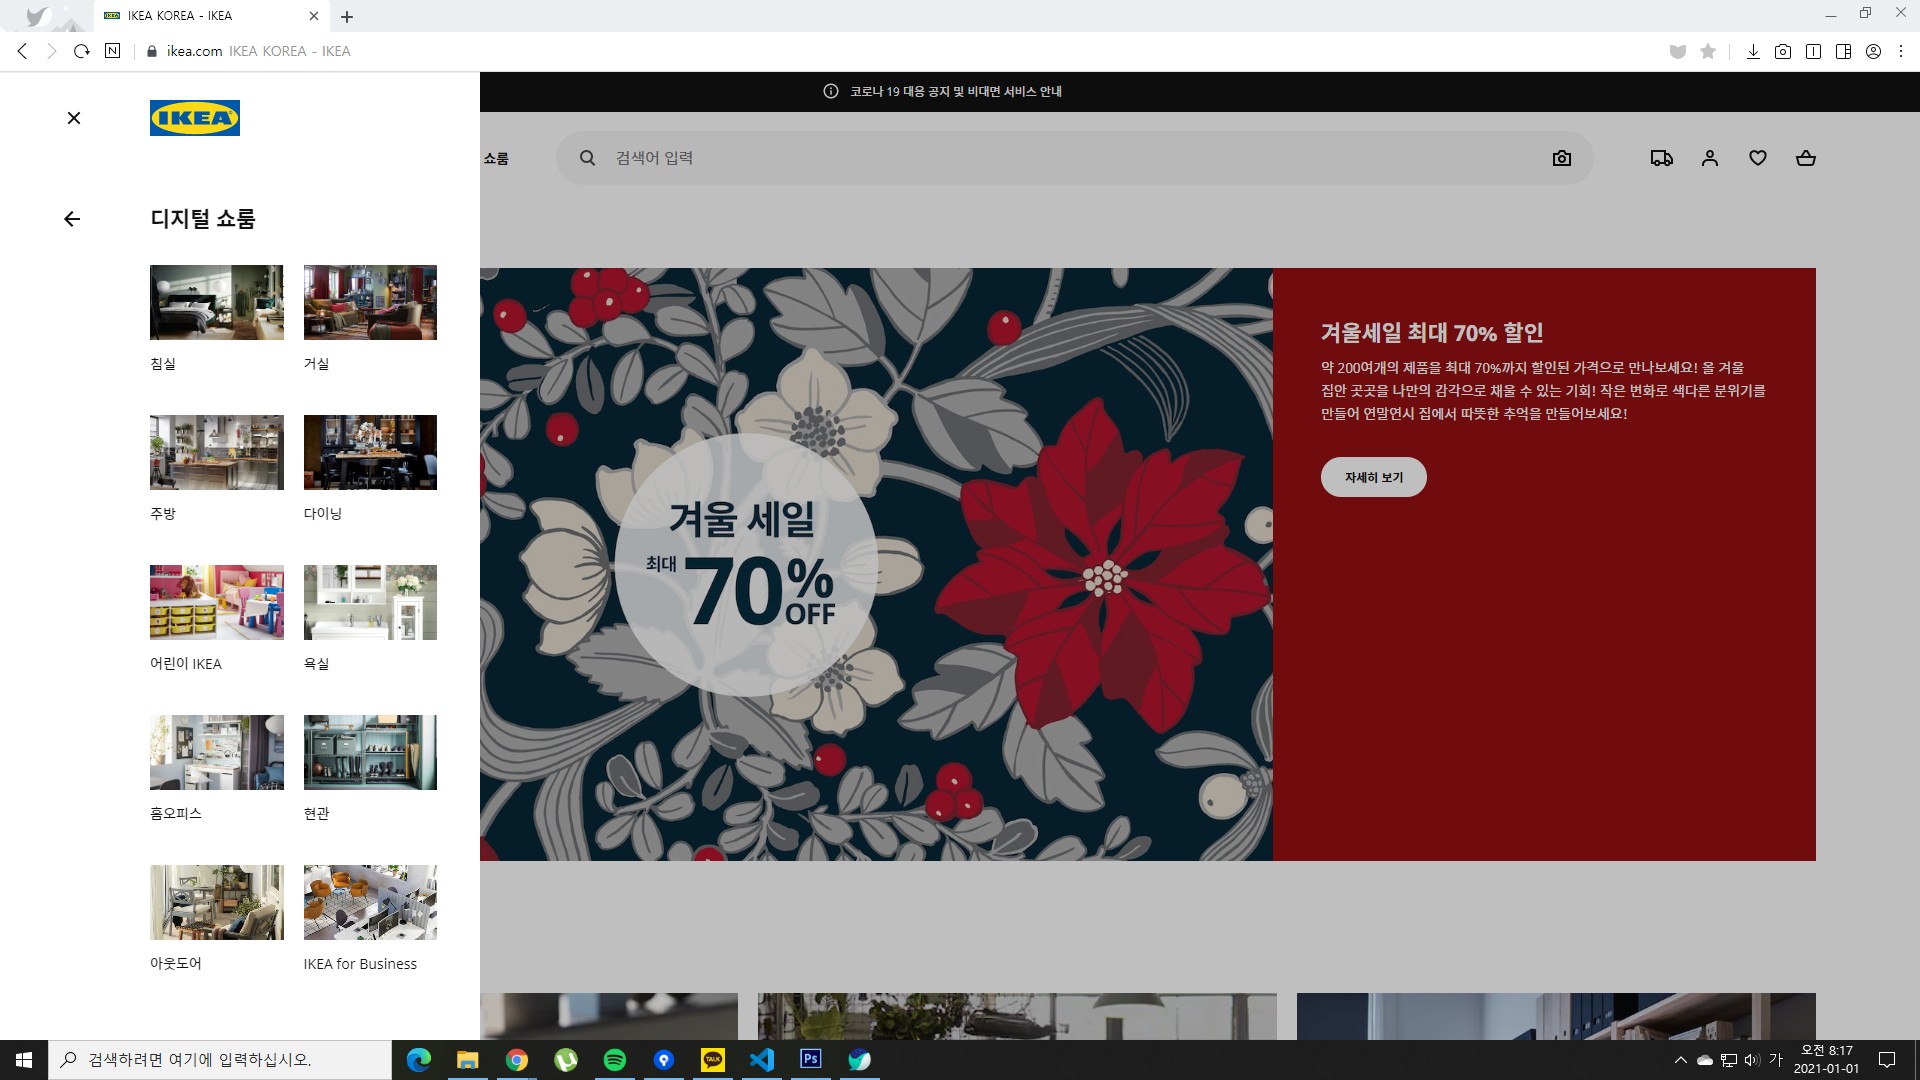 IKEA KOREA - IKEA
N
ikea.com IKEA KOREA - IKEA
코로나 19 대응 공지 및 비대면 서비스 안내
IKEA
쇼룸
검색어 입력
디지털 쇼룸
침실
거실
주방
다이닝
어린이 IKEA
욕실
홈오피스
현관
아웃도어
IKEA for Business
겨울 세일
최대 70%
OFF
겨울세일 최대 70% 할인
약 200여개의 제품을 최대 70%까지 할인된 가격으로 만나보세요! 올 겨울
집안 곳곳을 나만의 감각으로 채울 수 있는 기회! 작은 변화로 색다른 분위기를
만들어 연말연시 집에서 따뜻한 추억을 만들어보세요!
자세히 보기
검색하려면 여기에 입력하십시오.
TALK
Ps
가
오전 8:17
2021-01-01